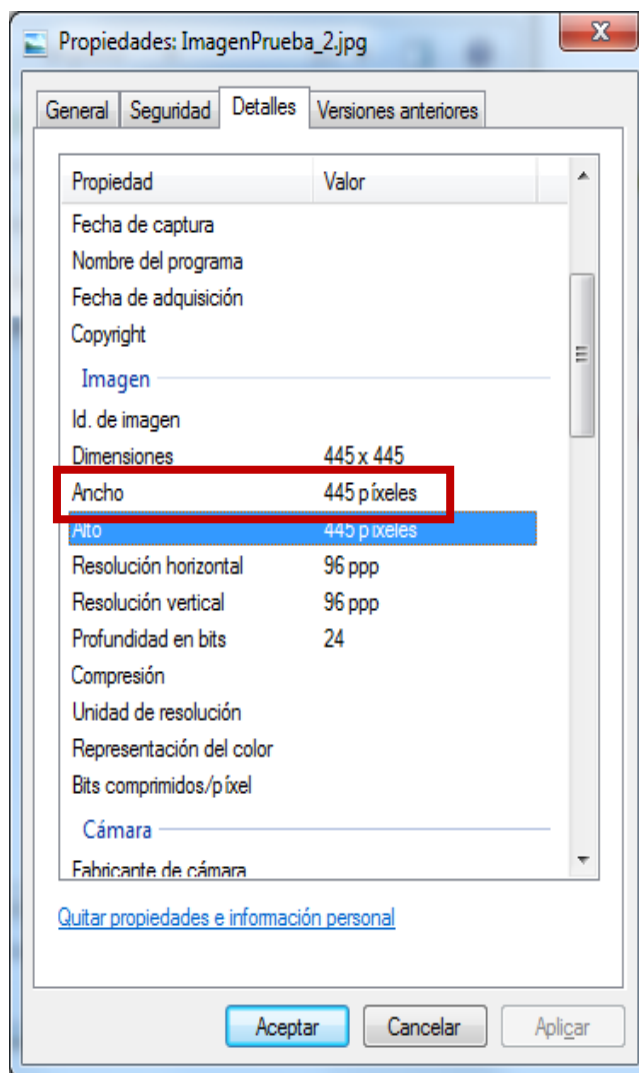 Propiedades: ImagenPrueba_2.jpg
General Seguridad Detalles Versiones anteriores
Propiedad Valor
Fecha de captura
Nombre del programa
Fecha de adquisición
Copyright
Imagen
Id. de imagen
Dimensiones 445 x 445
Ancho 445 píxeles
Alto 445 píxeles
Resolución horizontal 96 ppp
Resolución vertical 96 ppp
Profundidad en bits 24
Compresión
Unidad de resolución
Representación del color
Bits comprimidos/píxel
Cámara
Fabricante de cámara
Quitar propiedades e información personal
Aceptar Cancelar Aplicar